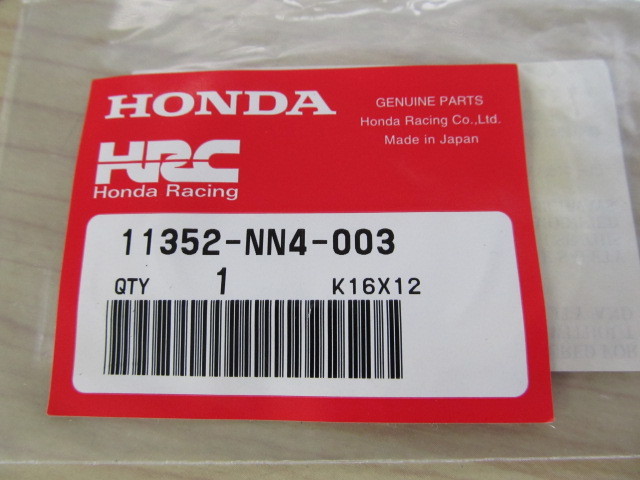 HONDA
GENUINE PARTS
Honda Racing Co.,Ltd.
Made in Japan
HRC
Honda Racing
11352-NN4-003
QTY 1 K16X12